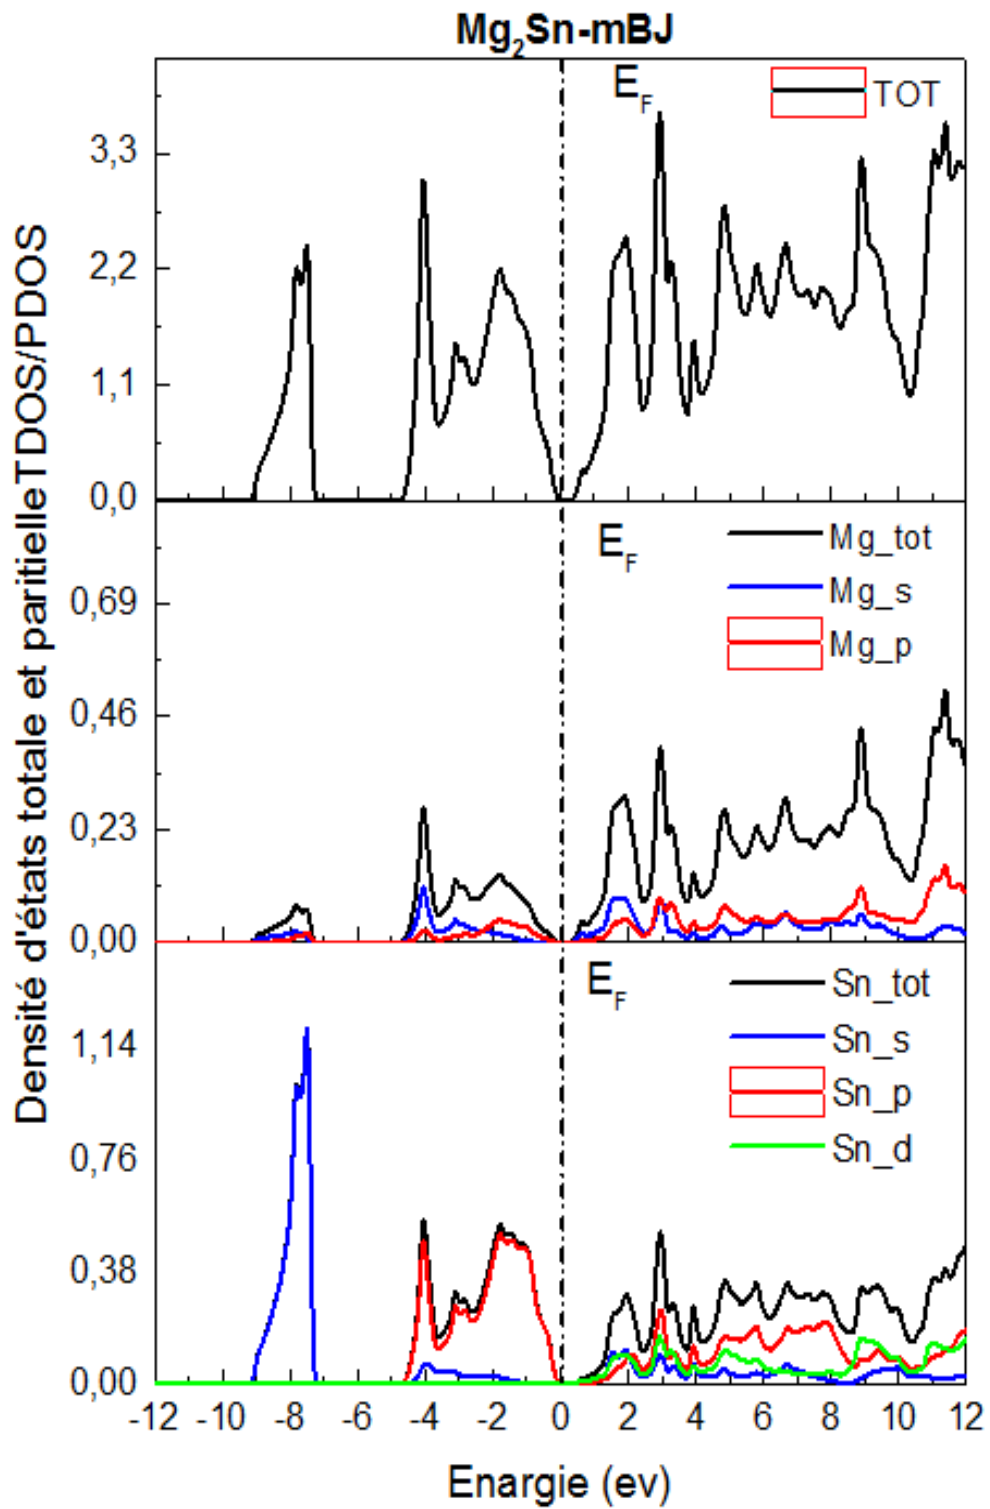 Mg2Sn-mBJ
Densité d'états totale et paritielle TDOS/PDOS
EF
TOT
3,3
2,2
1,1
0,0
EF
Mg_tot
Mg_s
Mg_p
0,69
0,46
0,23
0,00
EF
Sn_tot
Sn_s
Sn_p
Sn_d
1,14
0,76
0,38
0,00
-12 -10 -8 -6 -4 -2 0 2 4 6 8 10 12
Enargie (ev)